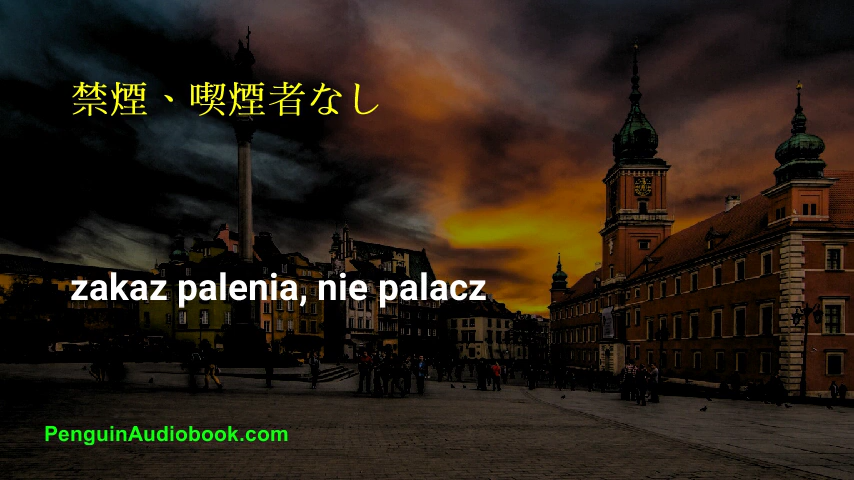 禁煙、喫煙者なし
zakaz palenia, nie palacz
PenguinAudiobook.com